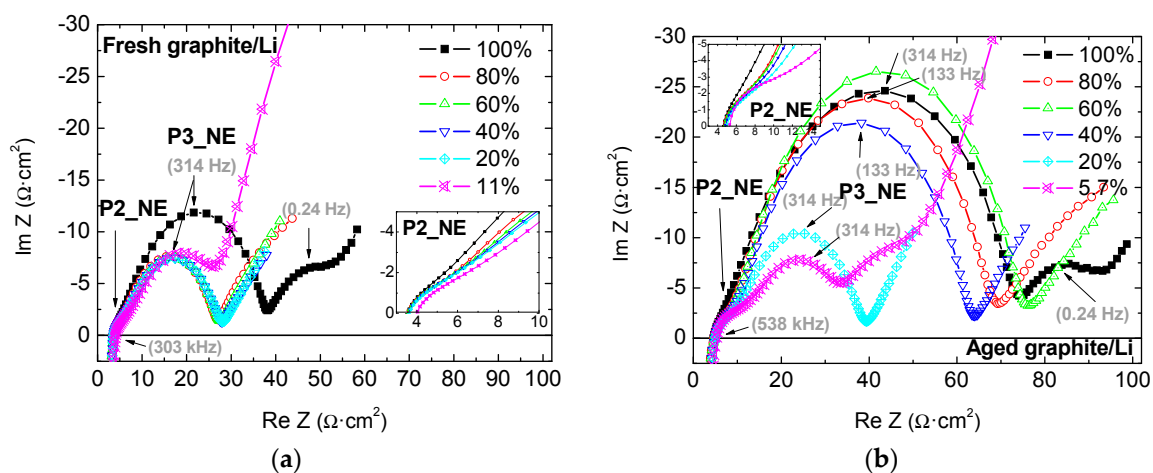 Fresh graphite/Li
100%
80%
60%
40%
20%
11%
P3_NE
(314 Hz)
P2_NE
(0.24 Hz)
(303 kHz)
P2_NE
-4
-2
0
4 6 8 10
-30
-25
-20
-15
-10
-5
0
0 10 20 30 40 50 60 70 80 90 100
Im Z (Ω·cm²)
Re Z (Ω·cm²)
(a)
-5
-4
-3
-2
-1
0
4 6 8 10 12 14
P2_NE
(314 Hz)
(133 Hz)
100%
80%
60%
40%
20%
5.7%
P2_NE
(133 Hz)
P3_NE
(314 Hz)
(314 Hz)
(538 kHz)
(0.24 Hz)
Aged graphite/Li
-30
-25
-20
-15
-10
-5
0
0 20 40 60 80 100
Im Z (Ω·cm²)
Re Z (Ω·cm²)
(b)